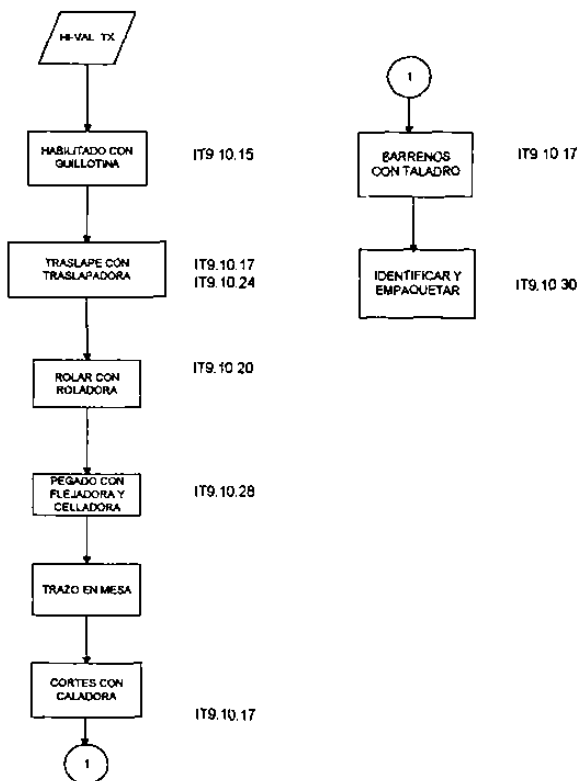 HI-VAL TX
HABILITADO CON
GUILLOTINA
IT9 10.15
TRASLAPE CON
TRASLAPADORA
IT9.10.17
IT9.10.24
ROLAR CON
ROLADORA
IT9.10 20
PEGADO CON
FLEJADORA Y
CELLADORA
IT9.10.28
TRAZO EN MESA
CORTES CON
CALADORA
IT9.10.17
1
1
BARRENOS
CON TALADRO
IT9 10 17
IDENTIFICAR Y
EMPAQUETAR
IT9.10 30